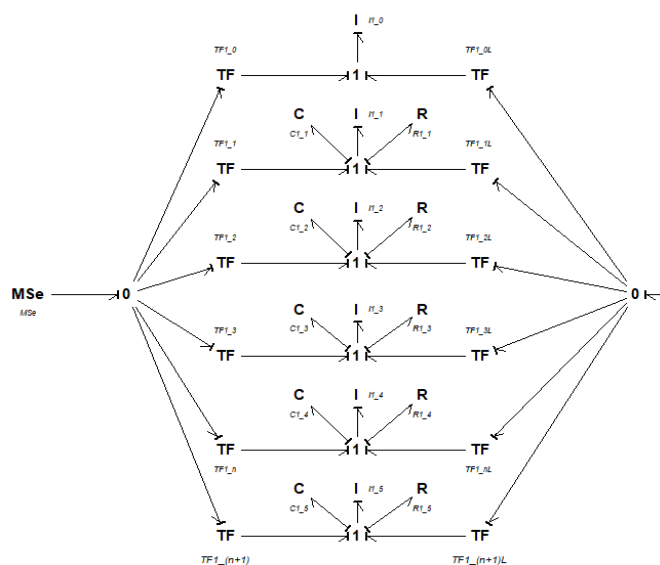 I I1_0
TF1_0 TF1_0L
TF 1 TF
C I I1_1 R
TF1_1 C1_1 R1_1 TF1_1L
TF 1 TF
C I I1_2 R
TF1_2 C1_2 R1_2 TF1_2L
TF 1 TF
MSe 0 0
MSe
C I I1_3 R
TF1_3 C1_3 R1_3 TF1_3L
TF 1 TF
C I I1_4 R
C1_4 R1_4
TF 1 TF
TF1_n TF1_nL
C I I1_5 R
C1_5 R1_5
TF 1 TF
TF1_(n+1) TF1_(n+1)L